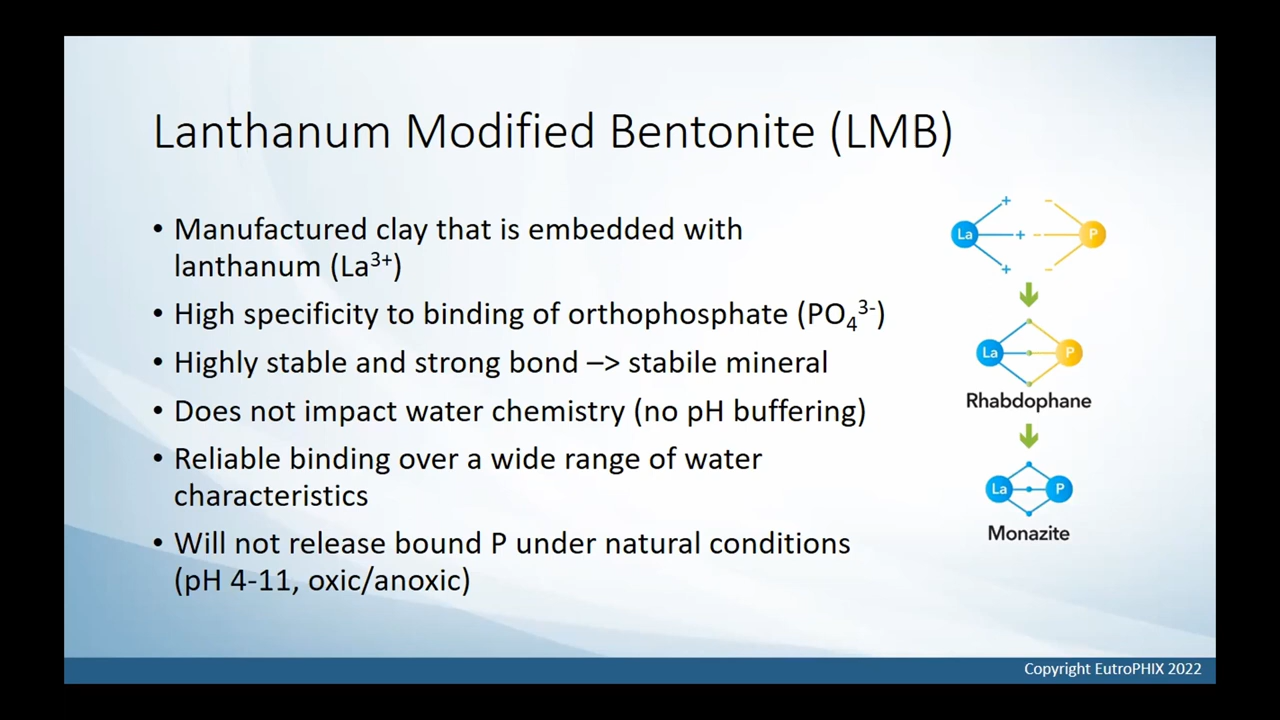 Lanthanum Modified Bentonite (LMB)
• Manufactured clay that is embedded with
lanthanum (La³⁺)
• High specificity to binding of orthophosphate (PO₄³⁻)
• Highly stable and strong bond –> stabile mineral
• Does not impact water chemistry (no pH buffering)
• Reliable binding over a wide range of water
characteristics
• Will not release bound P under natural conditions
(pH 4-11, oxic/anoxic)
+ −
La + − P
+ −
La P
Rhabdophane
La P
Monazite
Copyright EutroPHIX 2022